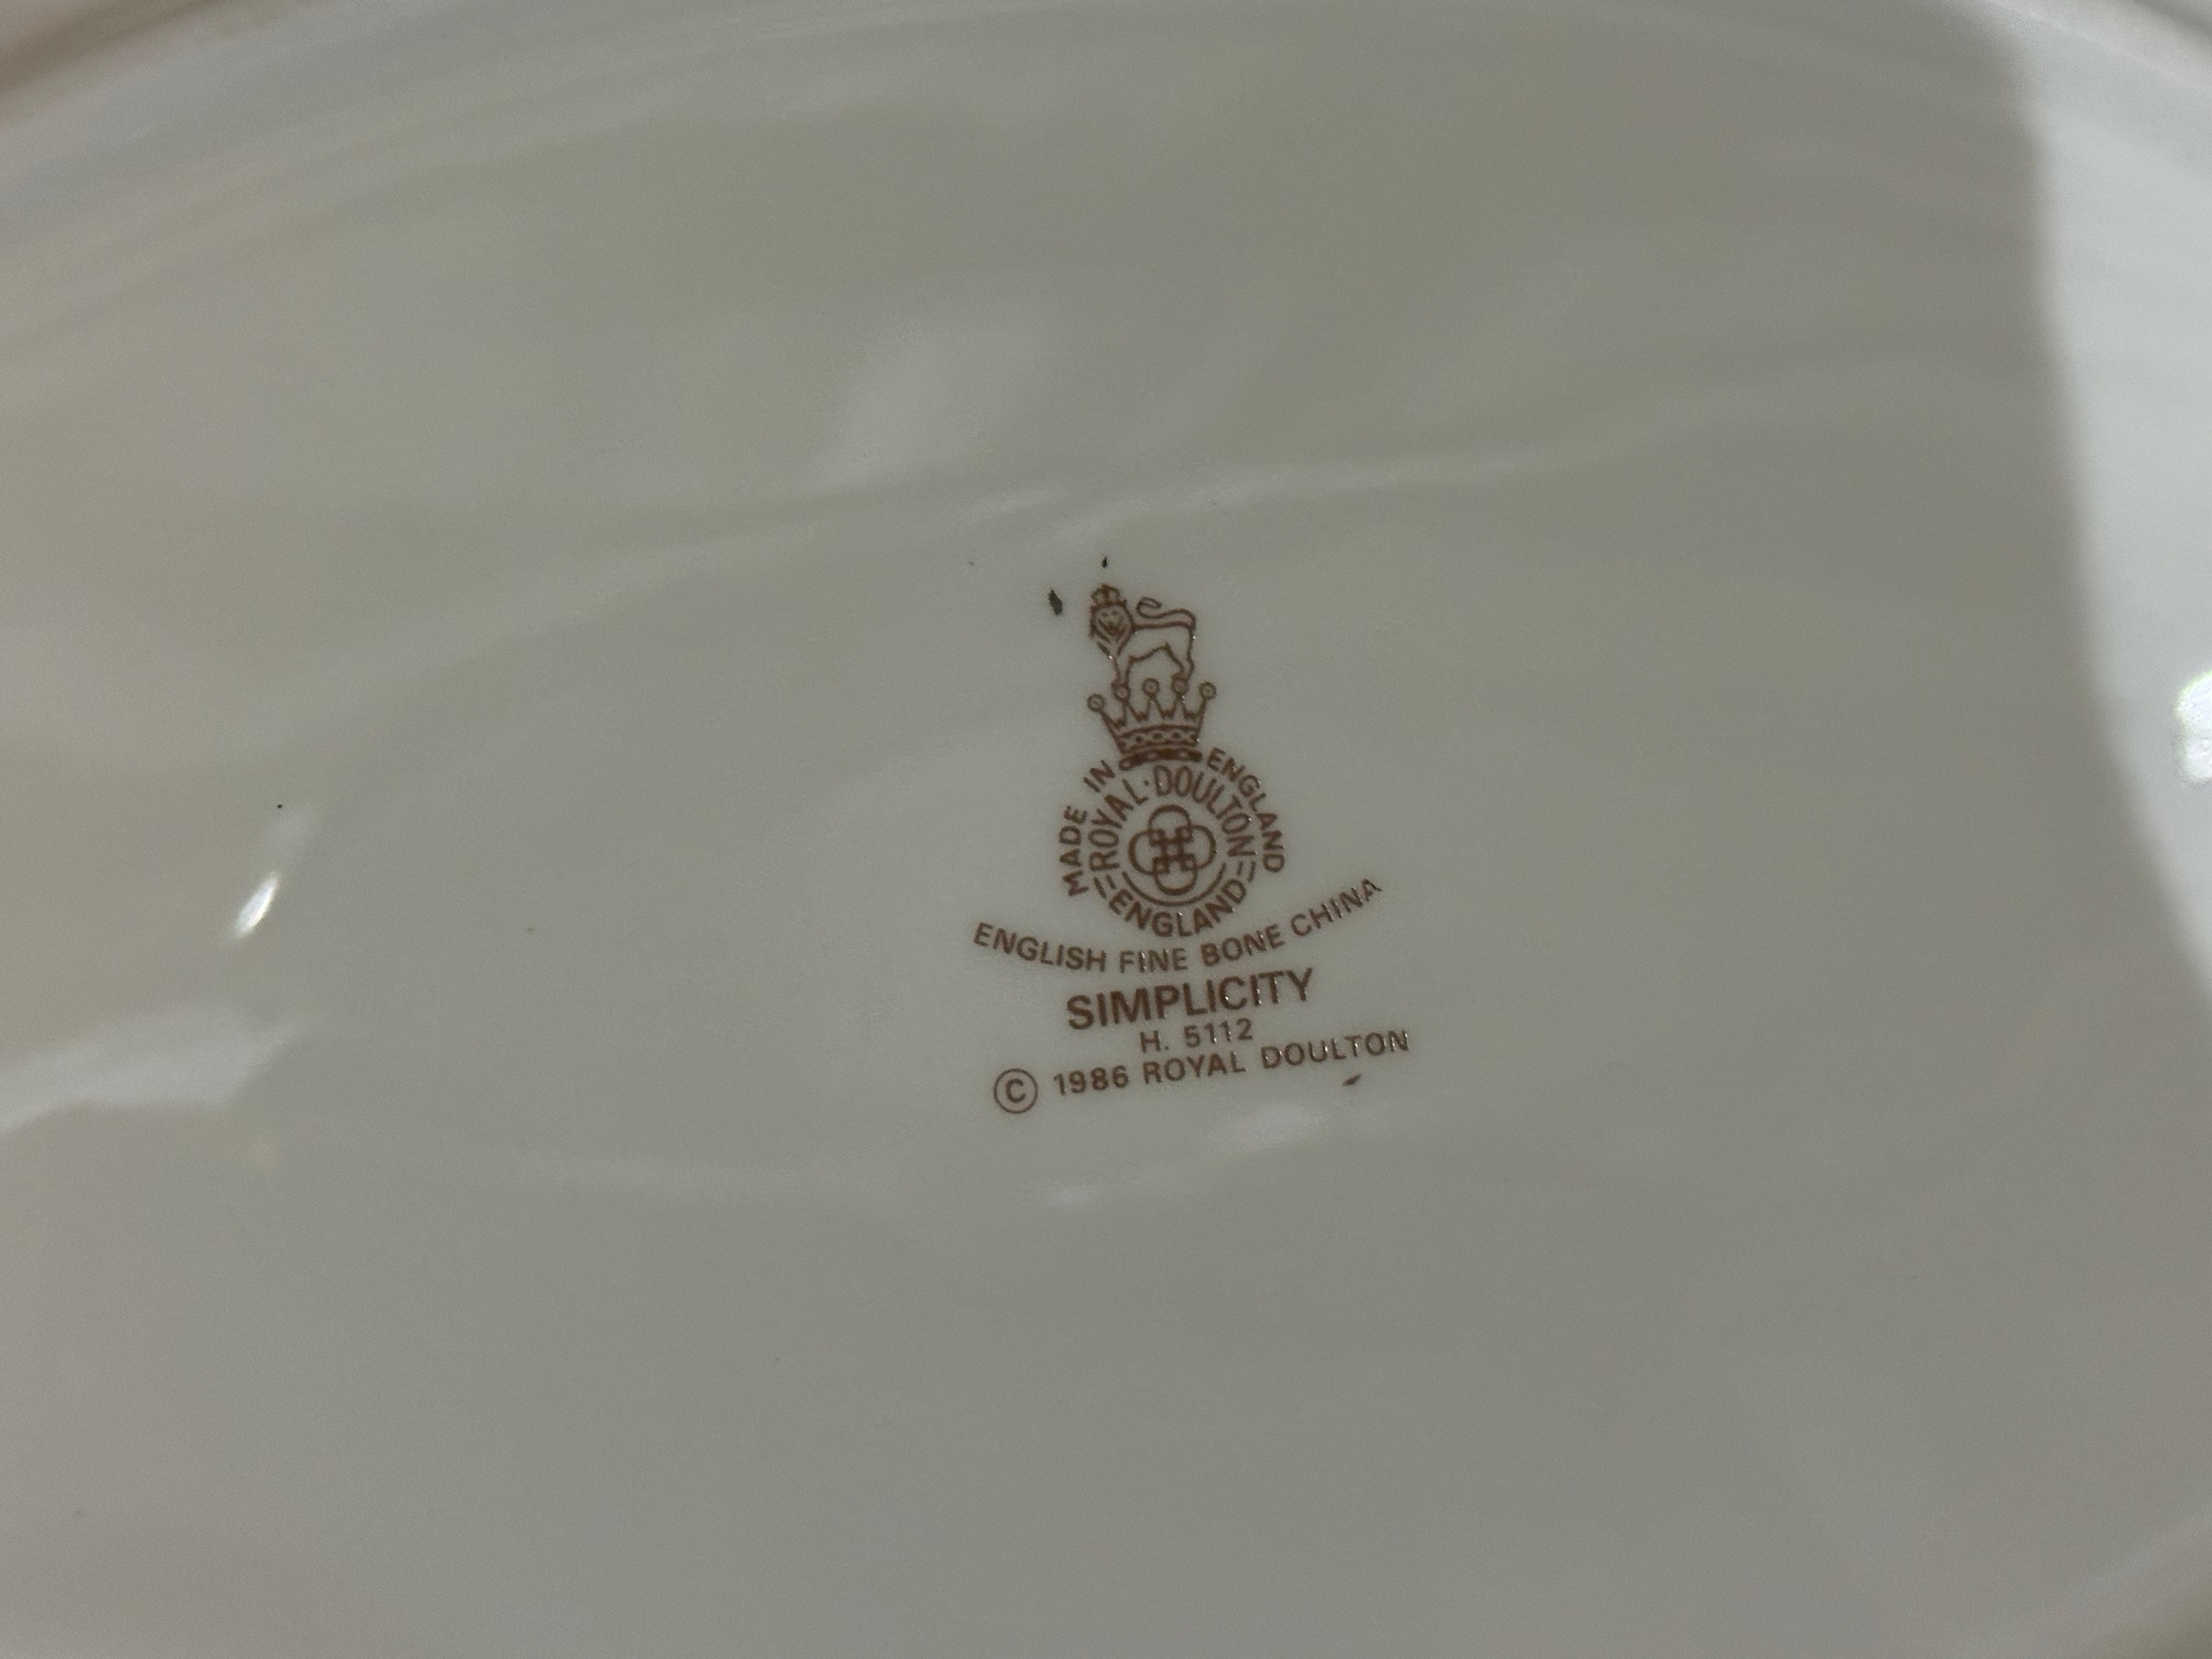 MADE IN ENGLAND
ROYAL·DOULTON
ENGLAND
ENGLISH FINE BONE CHINA
SIMPLICITY
H. 5112
© 1986 ROYAL DOULTON